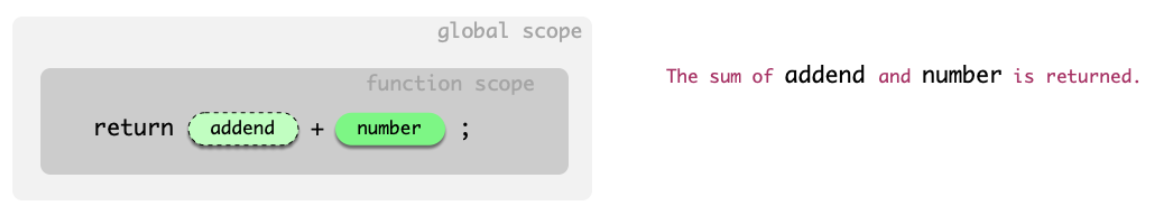 global scope
function scope
return addend + number ;
The sum of addend and number is returned.